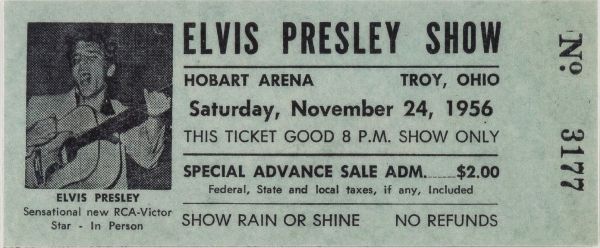 ELVIS PRESLEY SHOW
HOBART ARENA TROY, OHIO
Saturday, November 24, 1956
THIS TICKET GOOD 8 P.M. SHOW ONLY
SPECIAL ADVANCE SALE ADM......$2.00
Federal, State and local taxes, if any, Included
SHOW RAIN OR SHINE NO REFUNDS
ELVIS PRESLEY
Sensational new RCA-Victor
Star - In Person
No. 3177